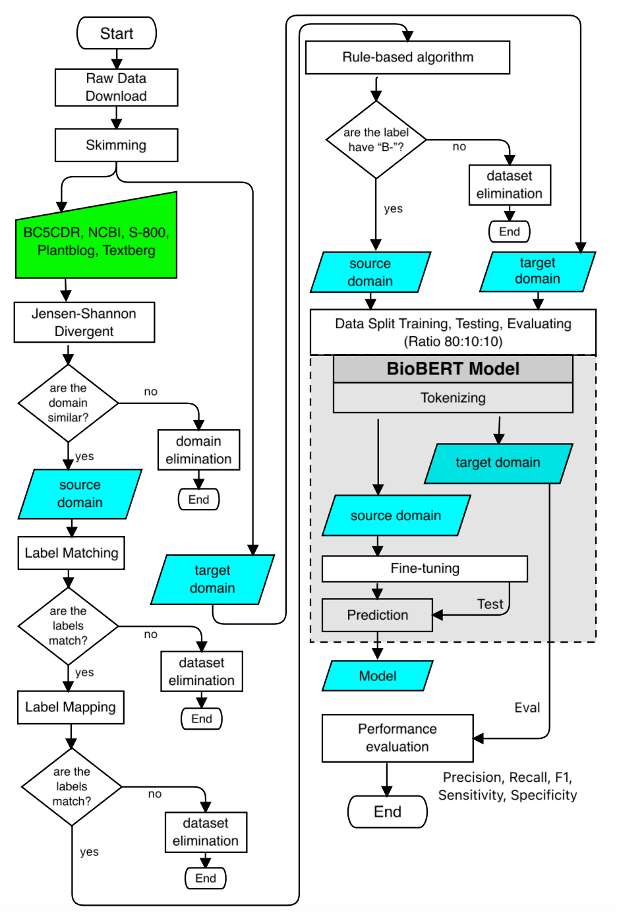 Start
Raw Data
Download
Skimming
BC5CDR, NCBI, S-800,
Plantblog, Textberg
Jensen-Shannon
Divergent
are the
domain
similar?
no
domain
elimination
End
yes
source
domain
Label Matching
are the
labels
match?
no
dataset
elimination
End
yes
Label Mapping
are the
labels
match?
no
dataset
elimination
End
yes
target
domain
Rule-based algorithm
are the label
have “B-”?
no
dataset
elimination
End
yes
source
domain
target
domain
Data Split Training, Testing, Evaluating
(Ratio 80:10:10)
BioBERT Model
Tokenizing
target domain
source domain
Fine-tuning
Test
Prediction
Model
Eval
Performance
evaluation
Precision, Recall, F1,
Sensitivity, Specificity
End